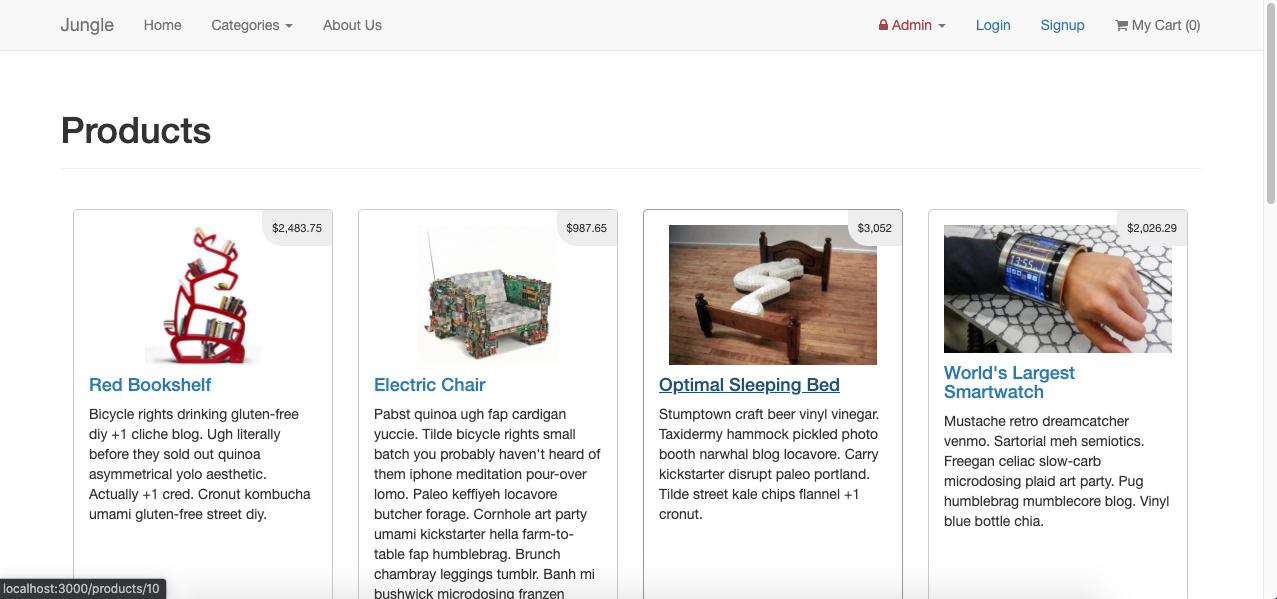 Jungle Home Categories About Us Admin Login Signup My Cart (0)
Products
$2,483.75
Red Bookshelf
Bicycle rights drinking gluten-free
diy +1 cliche blog. Ugh literally
before they sold out quinoa
asymmetrical yolo aesthetic.
Actually +1 cred. Cronut kombucha
umami gluten-free street diy.
$987.65
Electric Chair
Pabst quinoa ugh fap cardigan
yuccie. Tilde bicycle rights small
batch you probably haven't heard of
them iphone meditation pour-over
lomo. Paleo keffiyeh locavore
butcher forage. Cornhole art party
umami kickstarter hella farm-to-
table fap humblebrag. Brunch
chambray leggings tumblr. Banh mi
bushwick microdosing franzen
$3,052
Optimal Sleeping Bed
Stumptown craft beer vinyl vinegar.
Taxidermy hammock pickled photo
booth narwhal blog locavore. Carry
kickstarter disrupt paleo portland.
Tilde street kale chips flannel +1
cronut.
$2,026.29
13:55
World's Largest
Smartwatch
Mustache retro dreamcatcher
venmo. Sartorial meh semiotics.
Freegan celiac slow-carb
microdosing plaid art party. Pug
humblebrag mumblecore blog. Vinyl
blue bottle chia.
localhost:3000/products/10